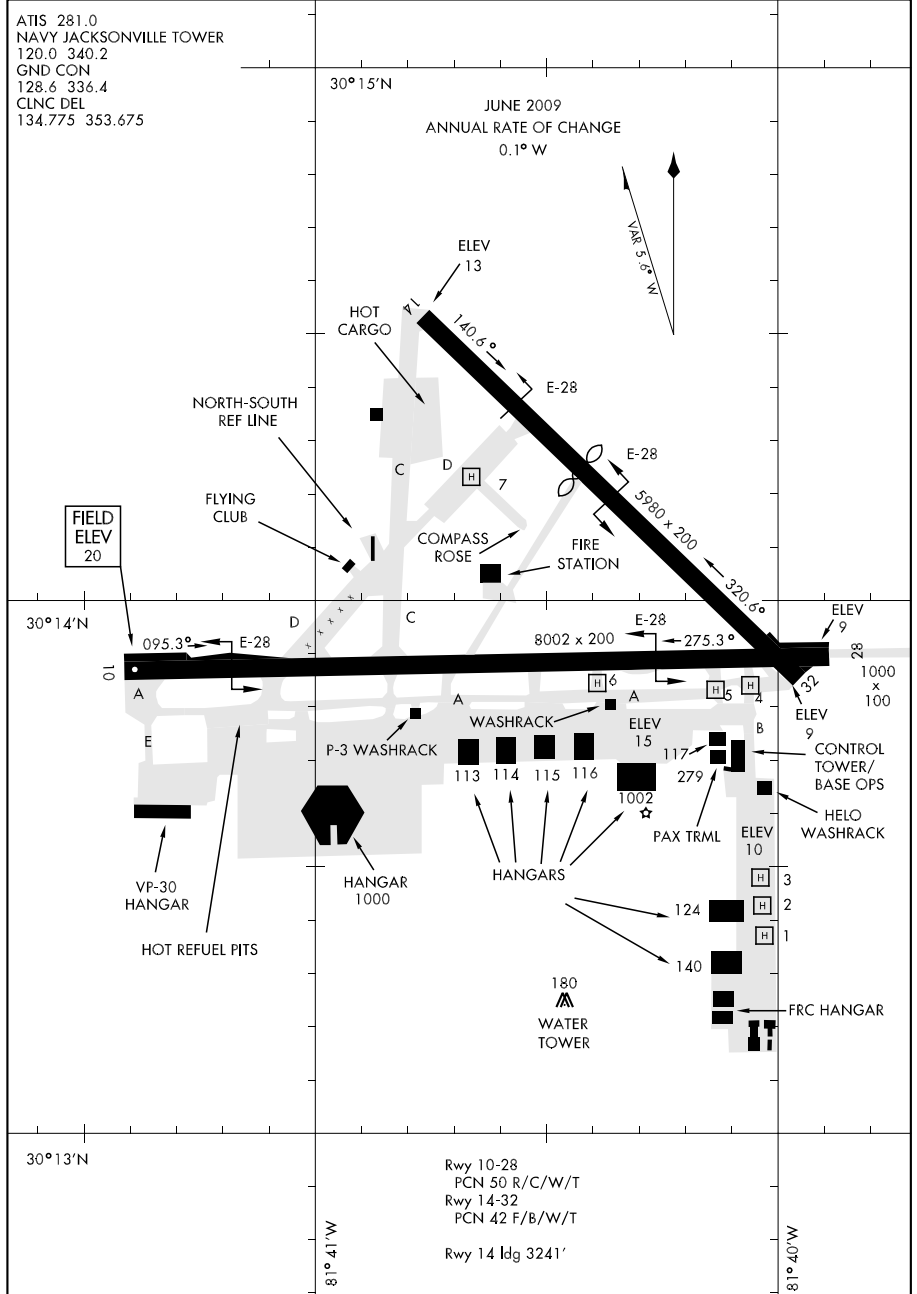 ATIS 281.0
NAVY JACKSONVILLE TOWER
120.0 340.2
GND CON
128.6 336.4
CLNC DEL
134.775 353.675
30°15'N
JUNE 2009
ANNUAL RATE OF CHANGE
0.1° W
VAR 5.6° W
ELEV
13
14
HOT
CARGO
140.6°
E-28
NORTH-SOUTH
REF LINE
C
D
H
7
E-28
5980 x 200
FLYING
CLUB
FIELD
ELEV
20
COMPASS
ROSE
FIRE
STATION
320.6°
30°14'N
D
x x x x x
C
ELEV
9
095.3°
E-28
8002 x 200
E-28
275.3°
10
28
1000
x
100
32
A
A
H
6
A
H
5
H
4
ELEV
9
E
P-3 WASHRACK
WASHRACK
ELEV
15
B
117
279
CONTROL
TOWER/
BASE OPS
113
114
115
116
1002
PAX TRML
HELO
WASHRACK
ELEV
10
VP-30
HANGAR
HANGAR
1000
HANGARS
H
3
H
2
H
1
124
140
HOT REFUEL PITS
180
WATER
TOWER
FRC HANGAR
30°13'N
Rwy 10-28
PCN 50 R/C/W/T
Rwy 14-32
PCN 42 F/B/W/T
Rwy 14 ldg 3241'
81°41'W
81°40'W